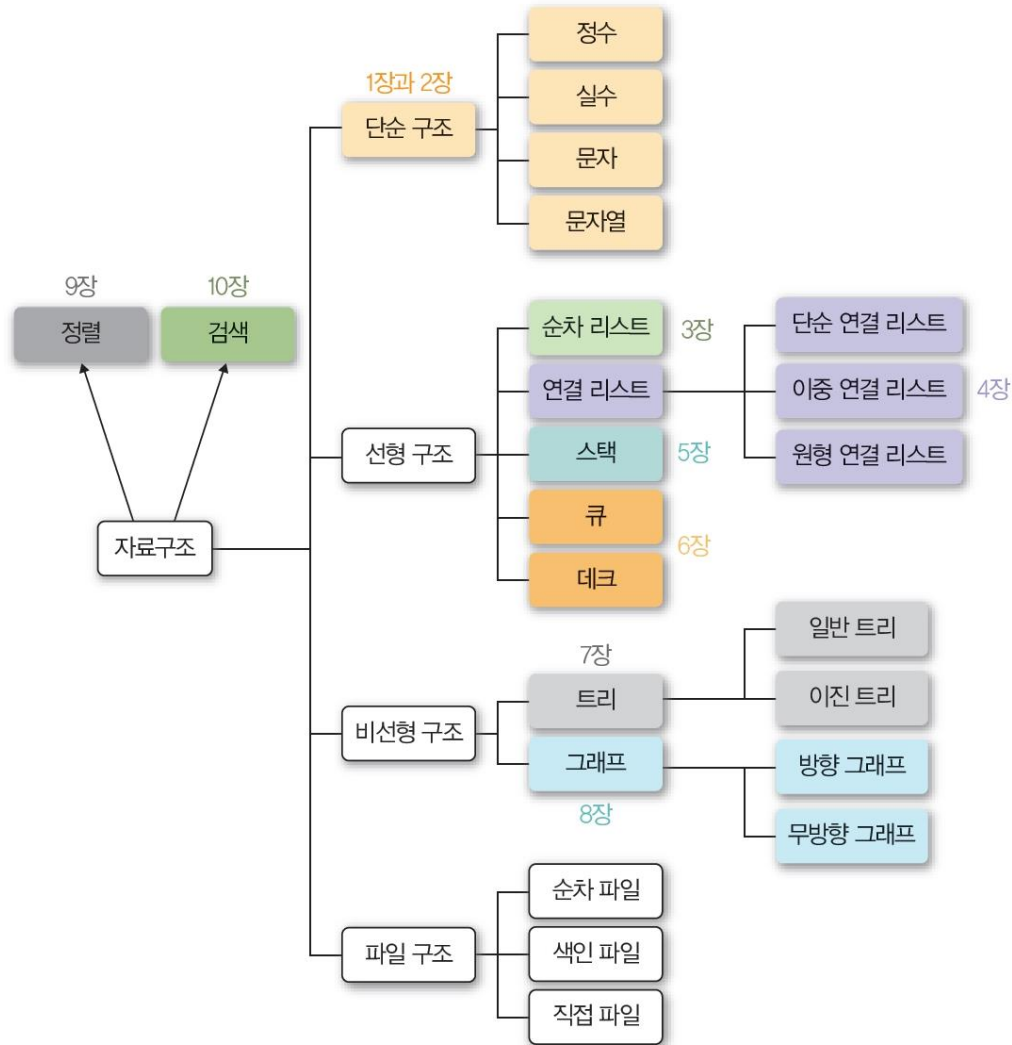 1장과 2장
단순 구조
정수
실수
문자
문자열
9장
정렬
10장
검색
자료구조
선형 구조
순차 리스트
3장
연결 리스트
단순 연결 리스트
이중 연결 리스트
4장
원형 연결 리스트
스택
5장
큐
6장
데크
비선형 구조
7장
트리
일반 트리
이진 트리
그래프
8장
방향 그래프
무방향 그래프
파일 구조
순차 파일
색인 파일
직접 파일